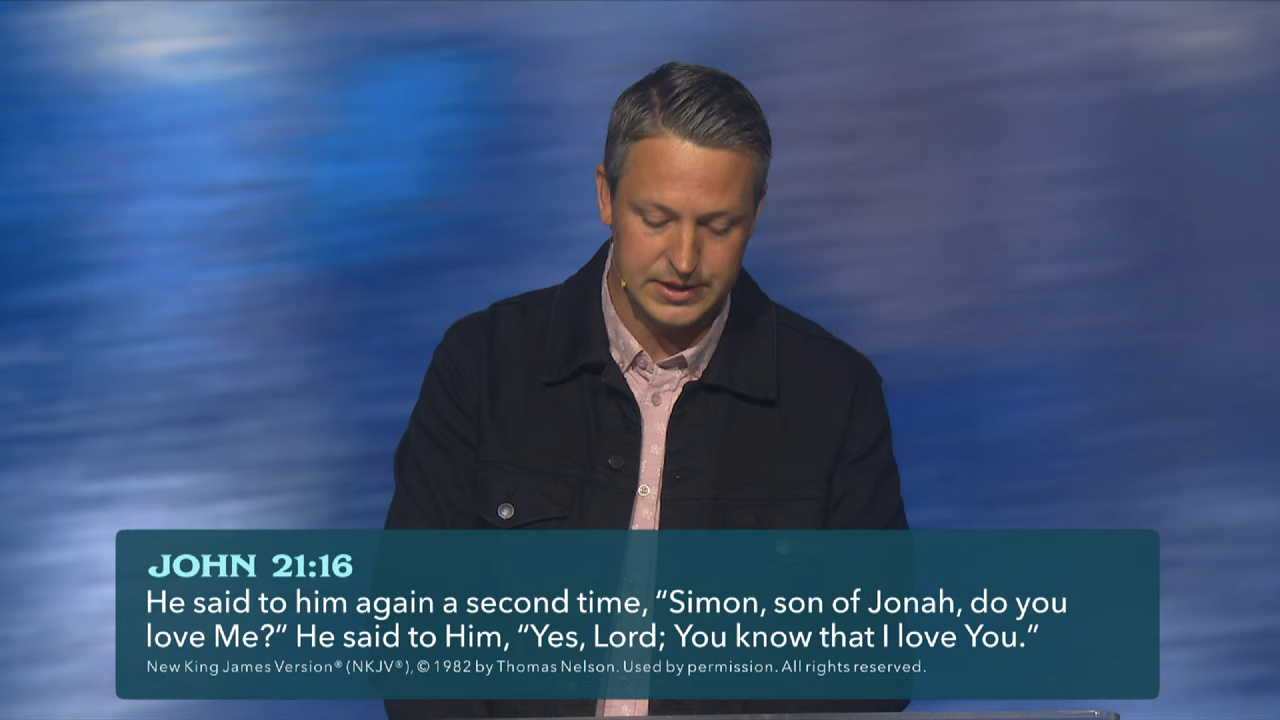 JOHN 21:16
He said to him again a second time, “Simon, son of Jonah, do you
love Me?” He said to Him, “Yes, Lord; You know that I love You.”
New King James Version® (NKJV®), © 1982 by Thomas Nelson. Used by permission. All rights reserved.